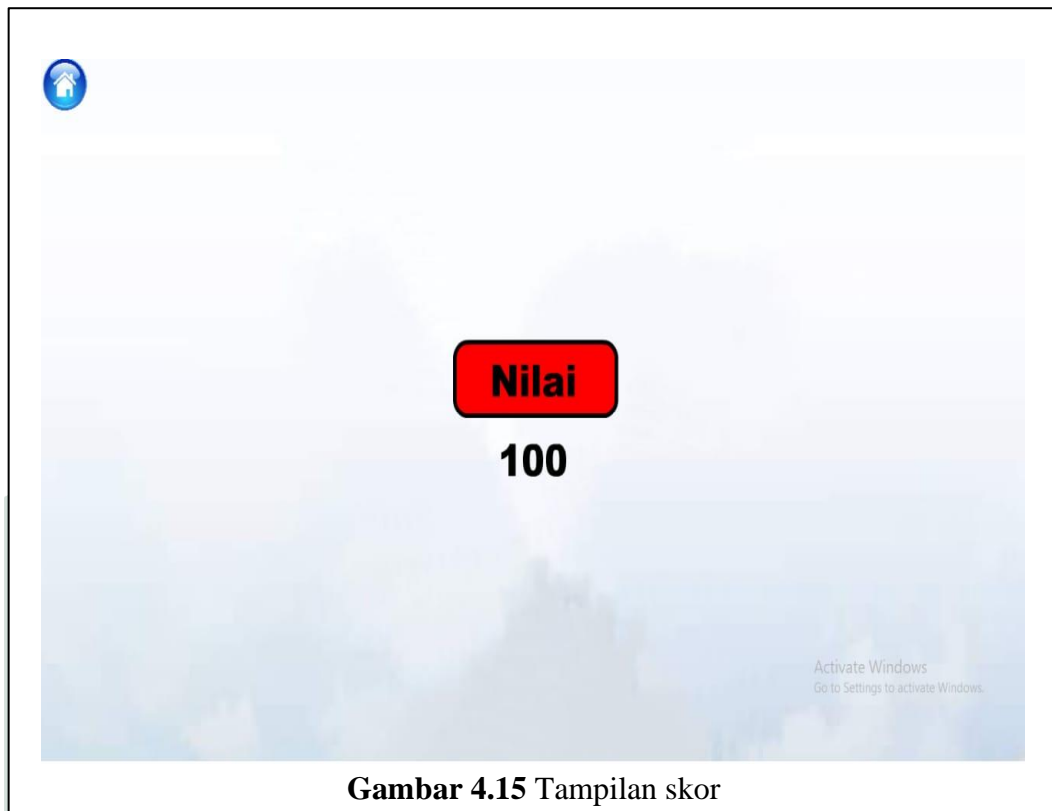 Nilai
100
Activate Windows
Go to Settings to activate Windows.
Gambar 4.15 Tampilan skor